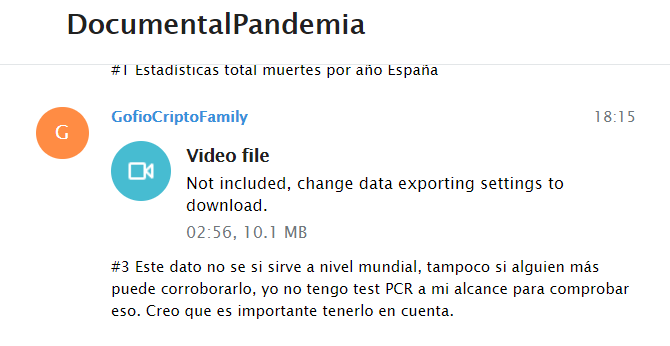 DocumentalPandemia
#1 Estadísticas total muertes por año España
G
GofioCriptoFamily
18:15
Video file
Not included, change data exporting settings to
download.
02:56, 10.1 MB
#3 Este dato no se si sirve a nivel mundial, tampoco si alguien más
puede corroborarlo, yo no tengo test PCR a mi alcance para comprobar
eso. Creo que es importante tenerlo en cuenta.